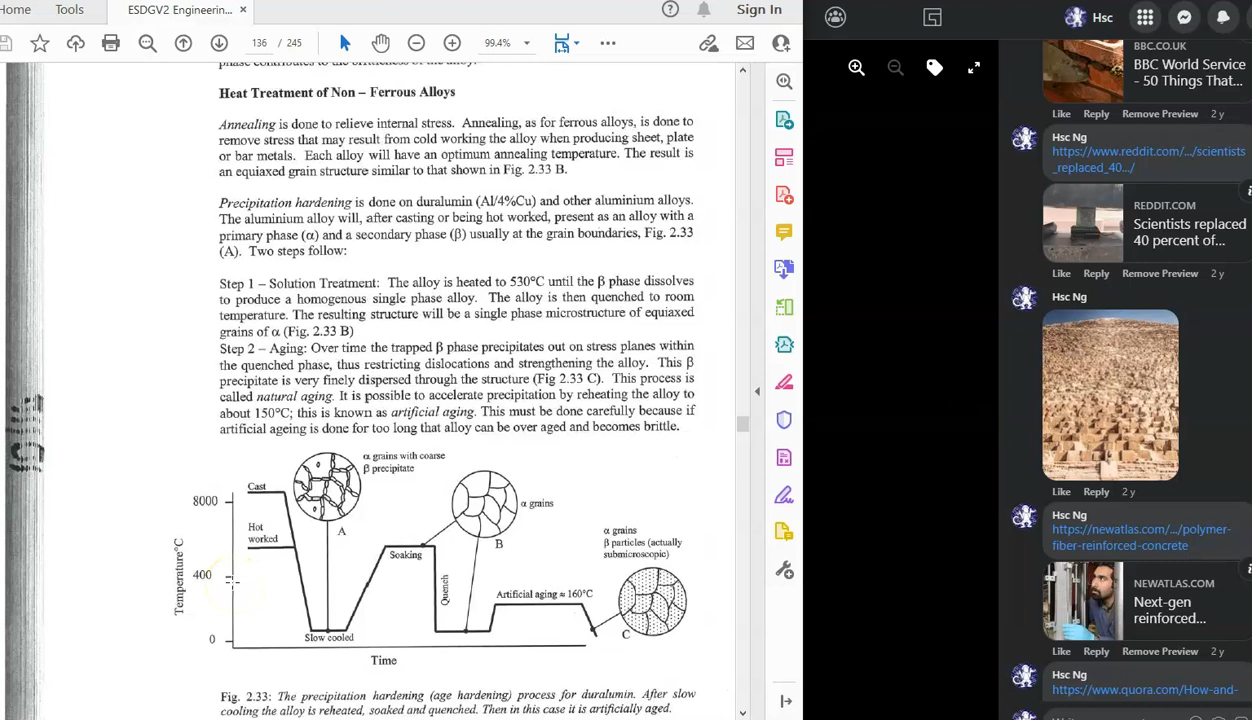 ome
Tools
ESDGV2 Engineerin...
×
Sign In
136 / 245
99.4%
phase contributes to the brittleness of the alloy.
Heat Treatment of Non – Ferrous Alloys
Annealing is done to relieve internal stress. Annealing, as for ferrous alloys, is done to
remove stress that may result from cold working the alloy when producing sheet, plate
or bar metals. Each alloy will have an optimum annealing temperature. The result is
an equiaxed grain structure similar to that shown in Fig. 2.33 B.
Precipitation hardening is done on duralumin (Al/4%Cu) and other aluminium alloys.
The aluminium alloy will, after casting or being hot worked, present as an alloy with a
primary phase (α) and a secondary phase (β) usually at the grain boundaries, Fig. 2.33
(A). Two steps follow:
Step 1 – Solution Treatment: The alloy is heated to 530°C until the β phase dissolves
to produce a homogenous single phase alloy. The alloy is then quenched to room
temperature. The resulting structure will be a single phase microstructure of equiaxed
grains of α (Fig. 2.33 B)
Step 2 – Aging: Over time the trapped β phase precipitates out on stress planes within
the quenched phase, thus restricting dislocations and strengthening the alloy. This β
precipitate is very finely dispersed through the structure (Fig 2.33 C). This process is
called natural aging. It is possible to accelerate precipitation by reheating the alloy to
about 150°C; this is known as artificial aging. This must be done carefully because if
artificial ageing is done for too long that alloy can be over aged and becomes brittle.
α grains with coarse
β precipitate
Cast
8000
α grains
A
Hot
worked
B
α grains
β particles (actually
submicroscopic)
Soaking
Temperature°C
400
Quench
Artificial aging ≈ 160°C
C
0
Slow cooled
Time
Fig. 2.33: The precipitation hardening (age hardening) process for duralumin. After slow
cooling the alloy is reheated, soaked and quenched. Then in this case it is artificially aged.
Hsc
BBC.CO.UK
BBC World Service
- 50 Things That...
Like Reply Remove Preview 2 y
Hsc Ng
https://www.reddit.com/.../scientists
_replaced_40.../
REDDIT.COM
Scientists replaced
40 percent of...
Like Reply Remove Preview 2 y
Hsc Ng
Like Reply 2 y
Hsc Ng
https://newatlas.com/.../polymer-
fiber-reinforced-concrete
NEWATLAS.COM
Next-gen
reinforced...
Like Reply Remove Preview 2 y
Hsc Ng
https://www.quora.com/How-and-